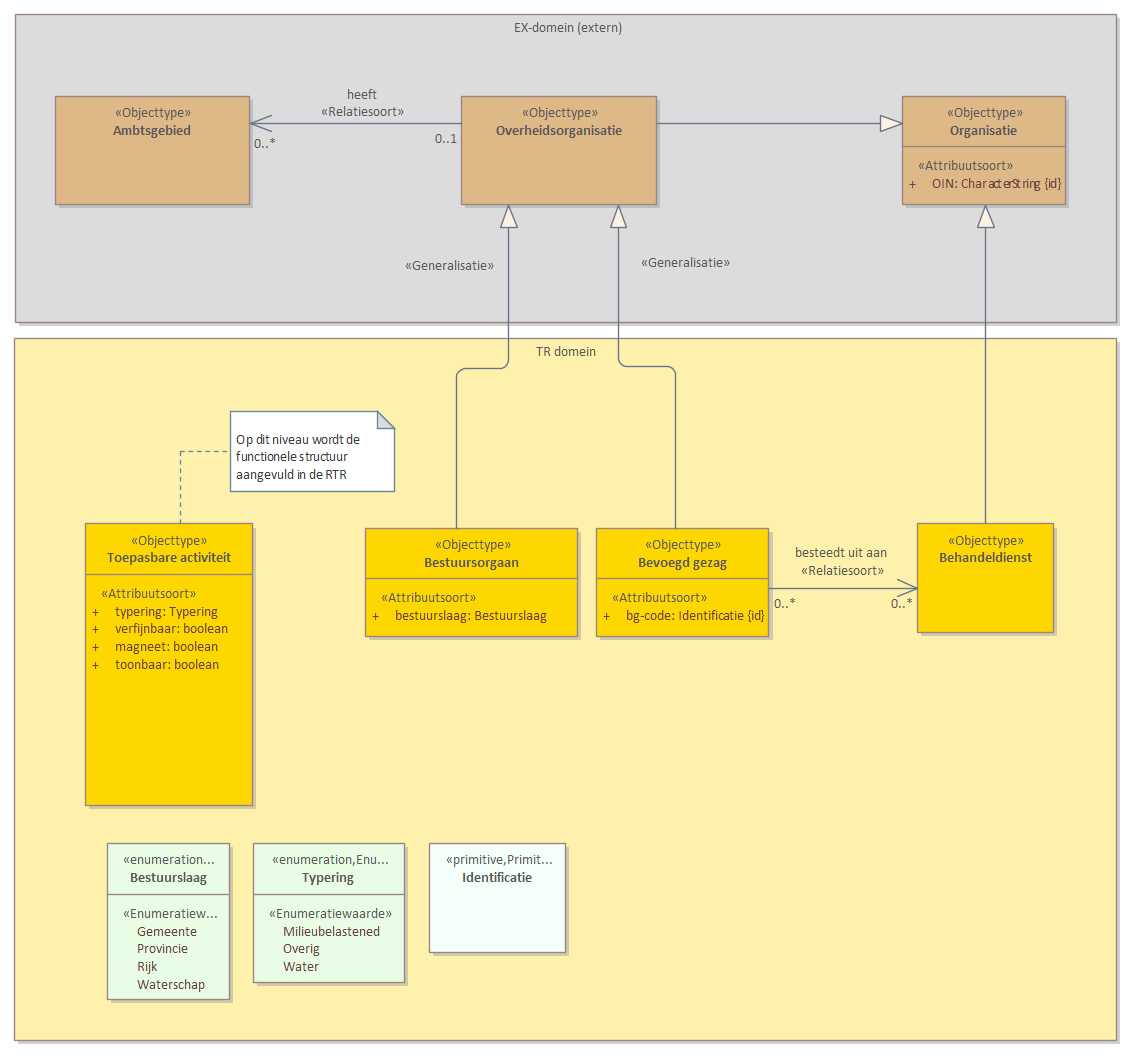 EX-domein (extern)
«Objecttype»
Ambtsgebied
heeft
«Relatiesoort»
0..*
0..1
«Objecttype»
Overheidsorganisatie
«Objecttype»
Organisatie
«Attribuutsoort»
+ OIN: CharacterString {id}
«Generalisatie»
«Generalisatie»
TR domein
Op dit niveau wordt de
functionele structuur
aangevuld in de RTR
«Objecttype»
Toepasbare activiteit
«Attribuutsoort»
+ typering: Typering
+ verfijnbaar: boolean
+ magneet: boolean
+ toonbaar: boolean
«Objecttype»
Bestuursorgaan
«Attribuutsoort»
+ bestuurslaag: Bestuurslaag
«Objecttype»
Bevoegd gezag
«Attribuutsoort»
+ bg-code: Identificatie {id}
besteedt uit aan
«Relatiesoort»
0..*
0..*
«Objecttype»
Behandeldienst
«enumeration...
Bestuurslaag
«Enumeratiew...
Gemeente
Provincie
Rijk
Waterschap
«enumeration,Enu...
Typering
«Enumeratiewaarde»
Milieubelastened
Overig
Water
«primitive,Primit...
Identificatie